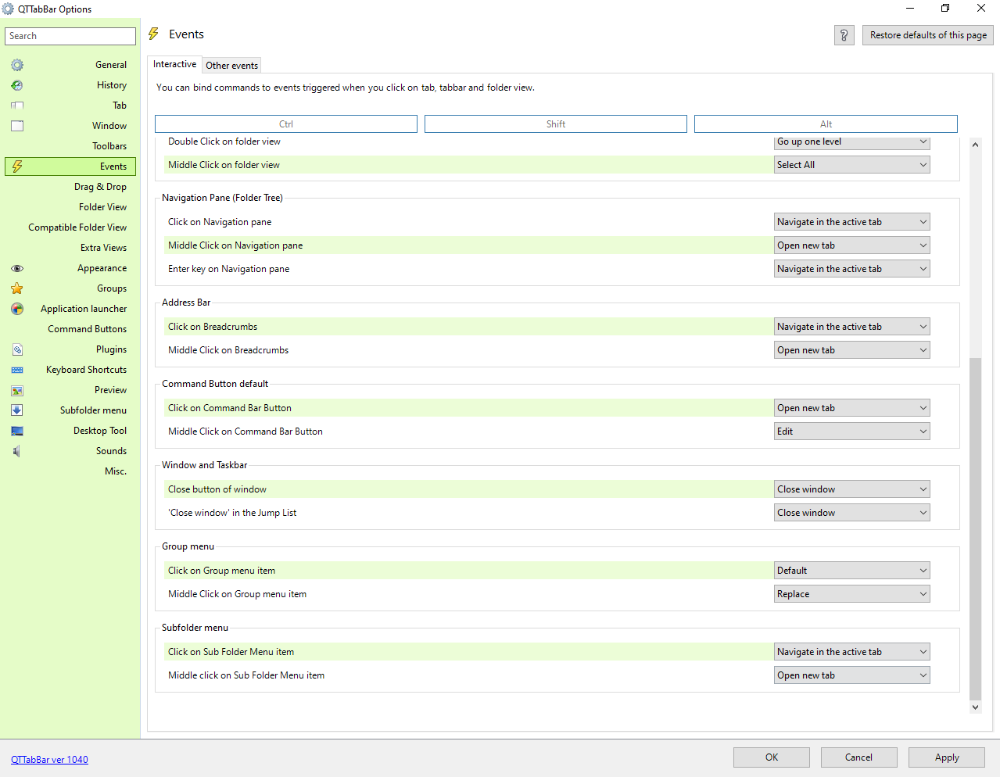 QTTabBar Options
Search
General
History
Tab
Window
Toolbars
Events
Drag & Drop
Folder View
Compatible Folder View
Extra Views
Appearance
Groups
Application launcher
Command Buttons
Plugins
Keyboard Shortcuts
Preview
Subfolder menu
Desktop Tool
Sounds
Misc.
Events
?
Restore defaults of this page
Interactive
Other events
You can bind commands to events triggered when you click on tab, tabbar and folder view.
Ctrl
Shift
Alt
Double Click on folder view
Go up one level
Middle Click on folder view
Select All
Navigation Pane (Folder Tree)
Click on Navigation pane
Navigate in the active tab
Middle Click on Navigation pane
Open new tab
Enter key on Navigation pane
Navigate in the active tab
Address Bar
Click on Breadcrumbs
Navigate in the active tab
Middle Click on Breadcrumbs
Open new tab
Command Button default
Click on Command Bar Button
Open new tab
Middle Click on Command Bar Button
Edit
Window and Taskbar
Close button of window
Close window
'Close window' in the Jump List
Close window
Group menu
Click on Group menu item
Default
Middle Click on Group menu item
Replace
Subfolder menu
Click on Sub Folder Menu item
Navigate in the active tab
Middle click on Sub Folder Menu item
Open new tab
QTTabBar ver 1040
OK
Cancel
Apply